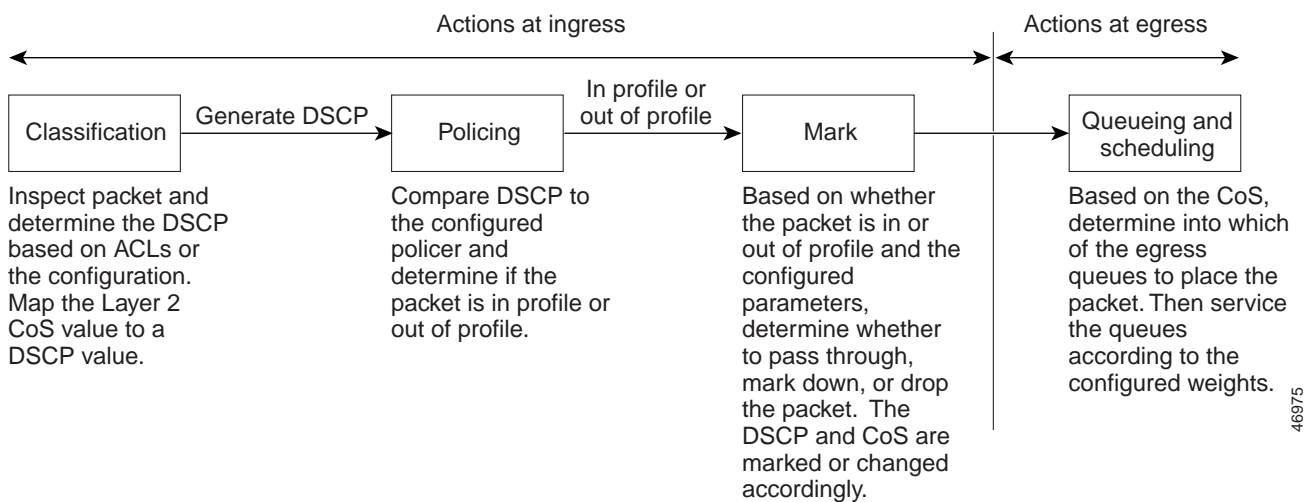 Actions at ingress
Actions at egress
Classification
Generate DSCP
Policing
In profile or
out of profile
Mark
Queueing and
scheduling
Inspect packet and
determine the DSCP
based on ACLs or
the configuration.
Map the Layer 2
CoS value to a
DSCP value.
Compare DSCP to
the configured
policer and
determine if the
packet is in profile or
out of profile.
Based on whether
the packet is in or
out of profile and the
configured
parameters,
determine whether
to pass through,
mark down, or drop
the packet. The
DSCP and CoS are
marked or changed
accordingly.
Based on the CoS,
determine into which
of the egress
queues to place the
packet. Then service
the queues
according to the
configured weights.
46975